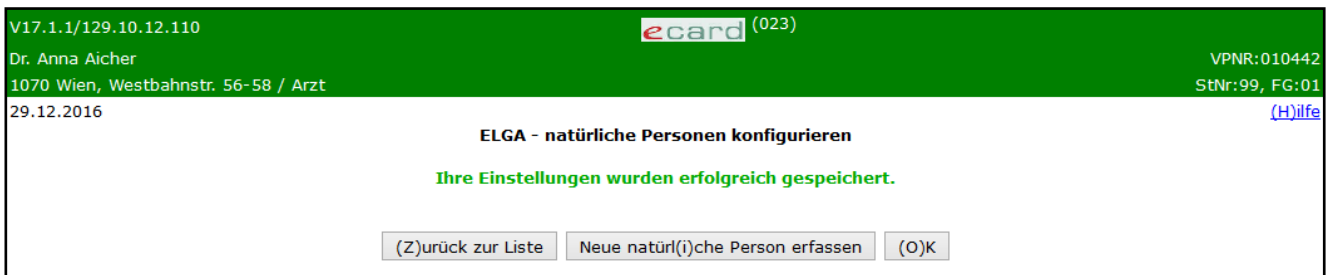 V17.1.1/129.10.12.110 ecard (023)
Dr. Anna Aicher VPNR:010442
1070 Wien, Westbahnstr. 56-58 / Arzt StNr:99, FG:01
29.12.2016 (H)ilfe
ELGA - natürliche Personen konfigurieren
Ihre Einstellungen wurden erfolgreich gespeichert.
(Z)urück zur Liste Neue natürl(i)che Person erfassen (O)K